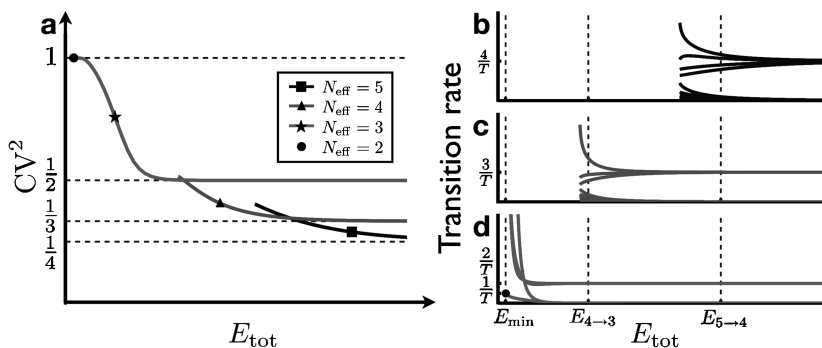 a
CV²
1
1/2
1/3
1/4
N_eff = 5
N_eff = 4
N_eff = 3
N_eff = 2
E_tot
Transition rate
b
4/T
c
3/T
d
2/T
1/T
E_min
E_4→3
E_tot
E_5→4